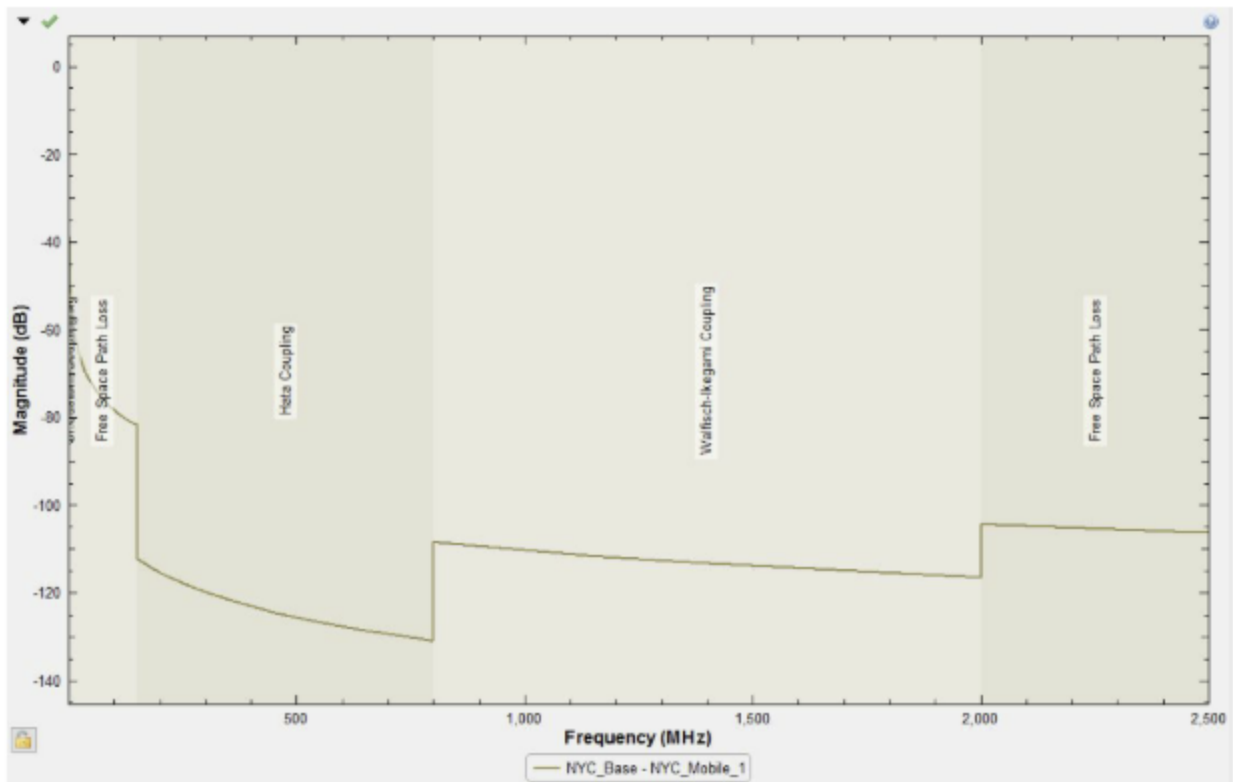 0
-20
-40
-60
-80
-100
-120
-140
Magnitude (dB)
Free Space Path Loss
Hata Coupling
Walfisch-Ikegami Coupling
Free Space Path Loss
500
1,000
1,500
2,000
2,500
Frequency (MHz)
NYC_Base - NYC_Mobile_1